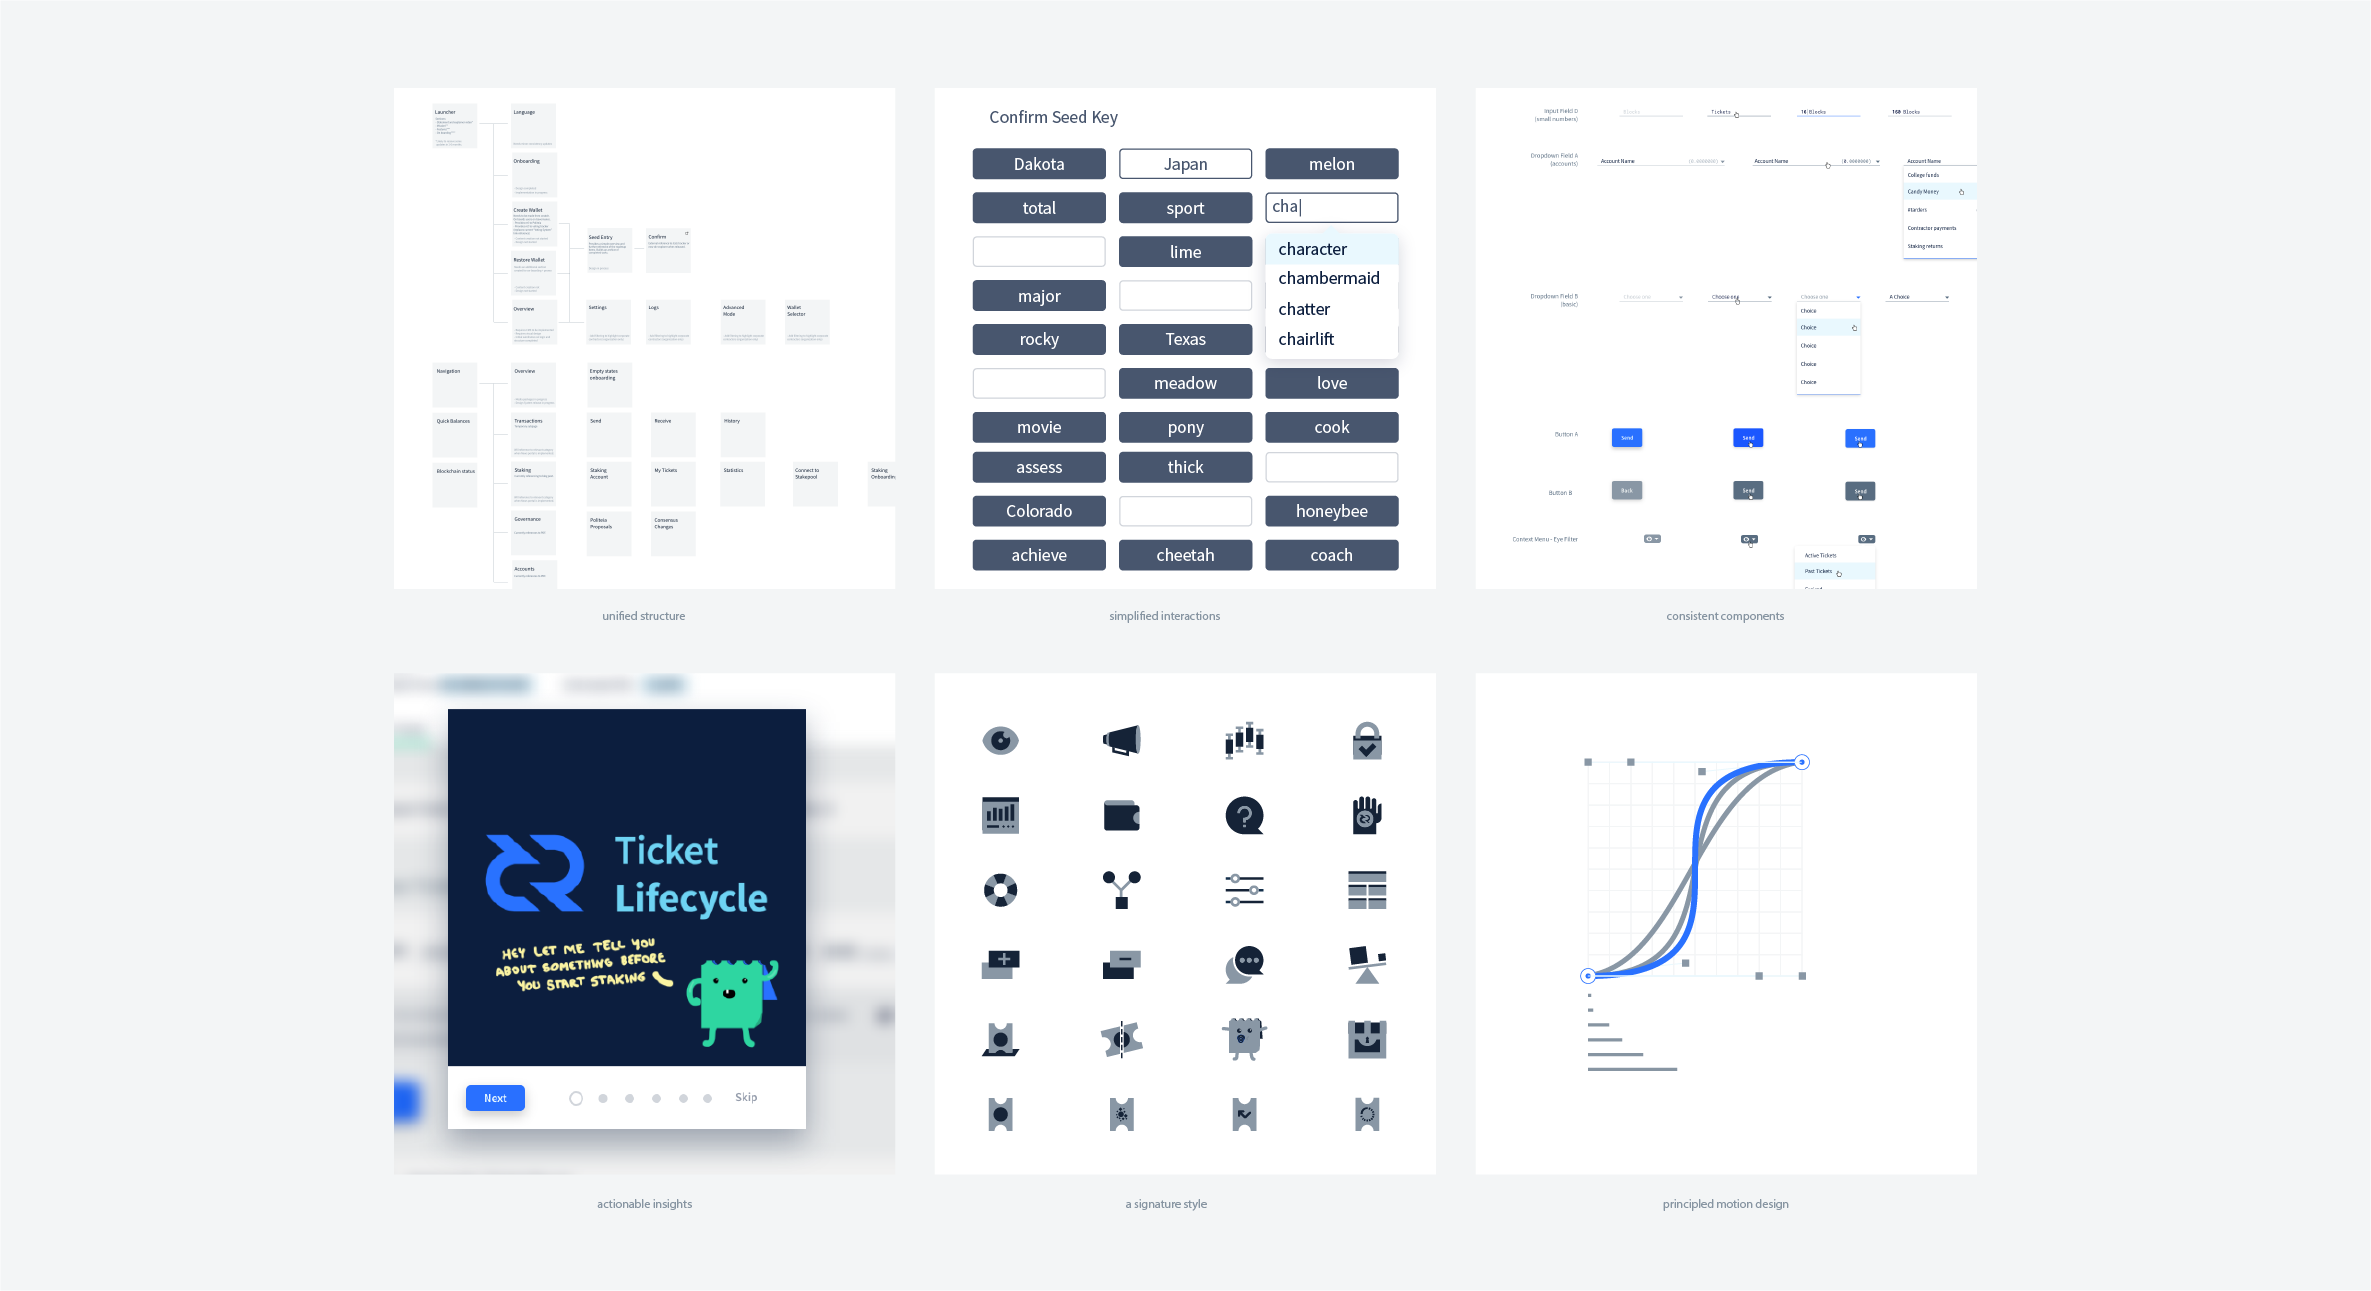 Launcher
Language
Onboarding
Create Wallet
Restore Wallet
Seed Entry
Confirm
Overview
Settings
Logs
Advanced
Mode
Wallet
Selector
Navigation
Overview
Empty states
onboarding
Quick Balances
Transactions
Send
Receive
History
Blockchain status
Staking
Staking
Account
My Tickets
Statistics
Connect to
Stakepool
Staking
Onboardin
Governance
Politeia
Proposals
Consensus
Changes
Accounts
unified structure
Confirm Seed Key
Dakota
Japan
melon
total
sport
cha
lime
character
chambermaid
major
chatter
rocky
Texas
chairlift
meadow
love
movie
pony
cook
assess
thick
Colorado
honeybee
achieve
cheetah
coach
simplified interactions
Input Field D
(small numbers)
Blocks
Tickets
16 Blocks
160 Blocks
Dropdown Field A
(accounts)
Account Name
(0.0000000)
Account Name
(0.0000000)
Account Name
College funds
Candy Money
Contractor payments
Staking returns
Dropdown Field B
(basic)
Choose one
Choose one
Choose one
A Choice
Choice
Choice
Choice
Choice
Choice
Button A
Send
Send
Send
Button B
Back
Send
Send
Context Menu - Eye Filter
Active Tickets
Past Tickets
consistent components
Ticket
Lifecycle
HEY LET ME TELL YOU
ABOUT SOMETHING BEFORE
YOU START STAKING
Next
Skip
actionable insights
a signature style
principled motion design